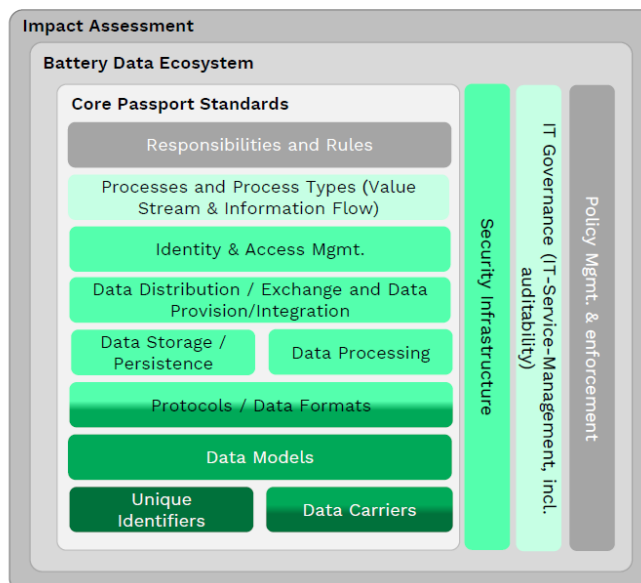 Impact Assessment
Battery Data Ecosystem
Core Passport Standards
Responsibilities and Rules
Processes and Process Types (Value
Stream & Information Flow)
Identity & Access Mgmt.
Data Distribution / Exchange and Data
Provision/Integration
Data Storage /
Persistence
Data Processing
Protocols / Data Formats
Data Models
Unique
Identifiers
Data Carriers
Security Infrastructure
IT Governance (IT-Service-Management, incl.
auditability)
Policy Mgmt. & enforcement